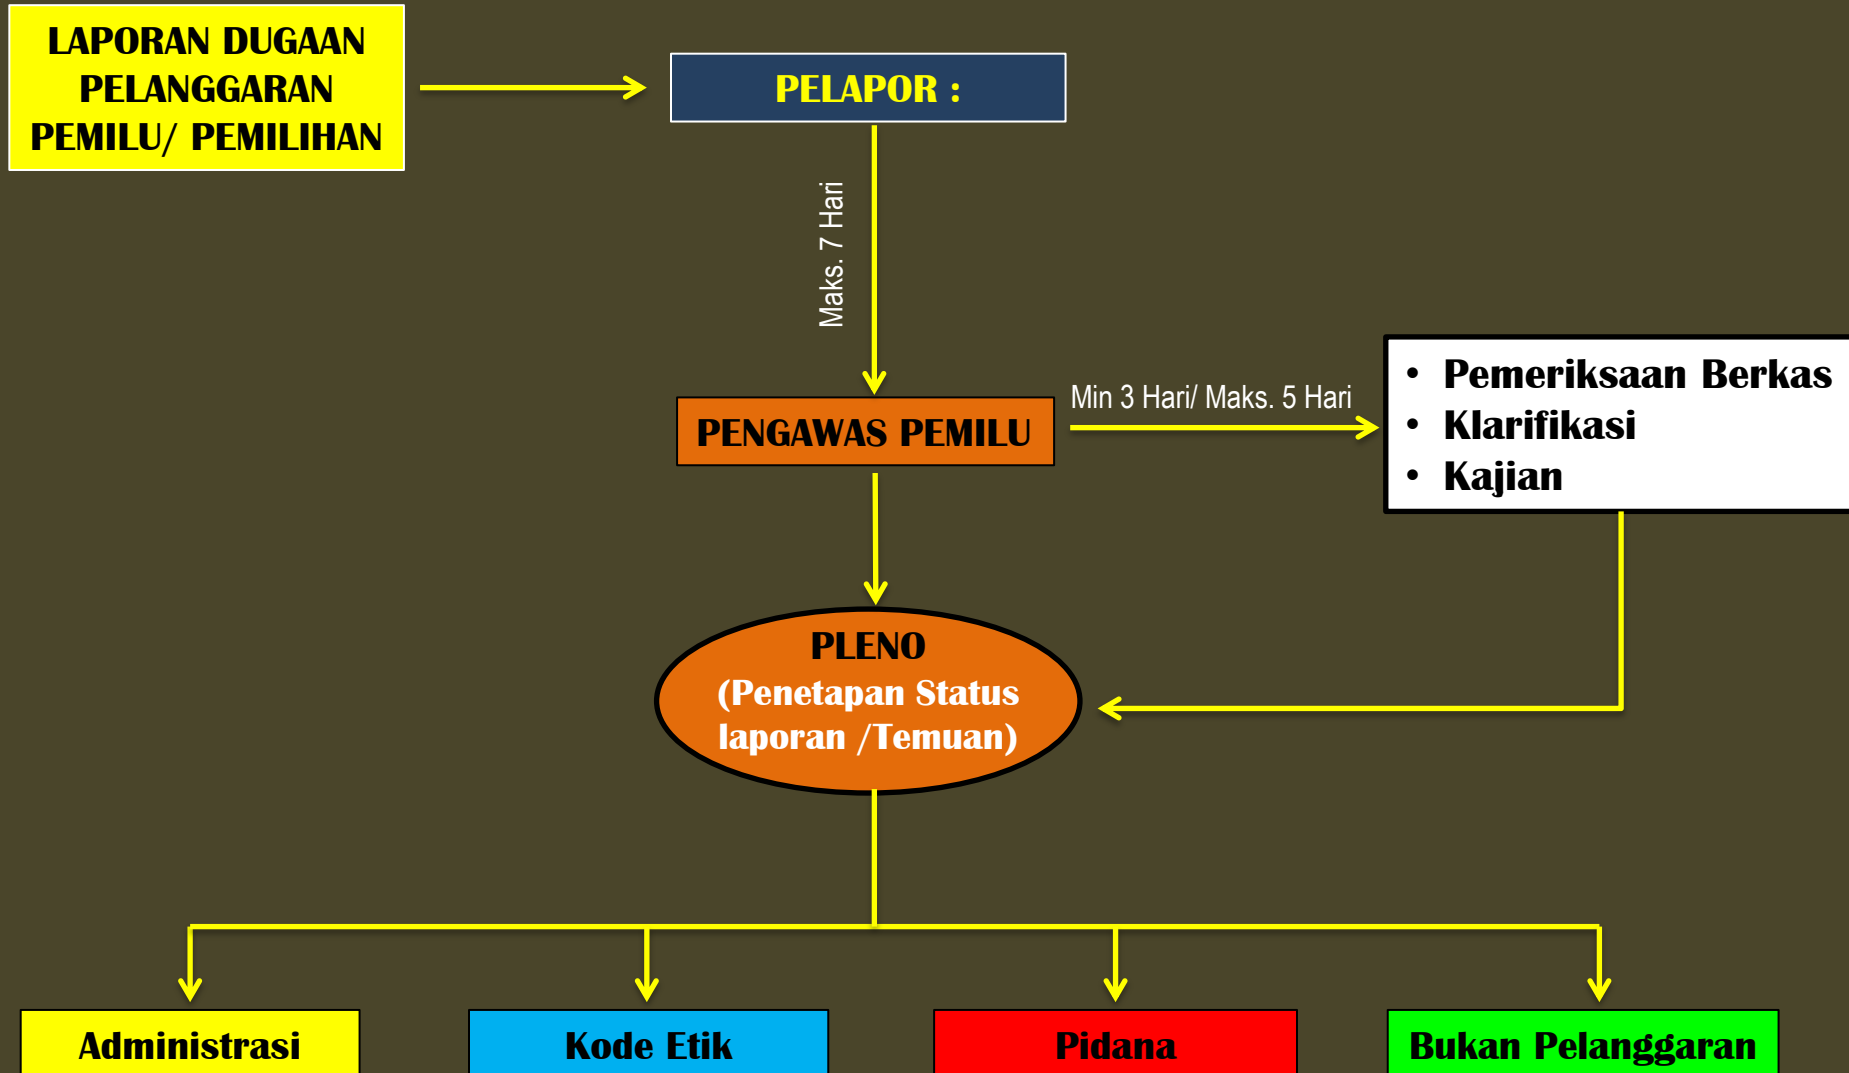 LAPORAN DUGAAN
PELANGGARAN
PEMILU/ PEMILIHAN
PELAPOR :
Maks. 7 Hari
PENGAWAS PEMILU
Min 3 Hari/ Maks. 5 Hari
• Pemeriksaan Berkas
• Klarifikasi
• Kajian
PLENO
(Penetapan Status
laporan /Temuan)
Administrasi
Kode Etik
Pidana
Bukan Pelanggaran